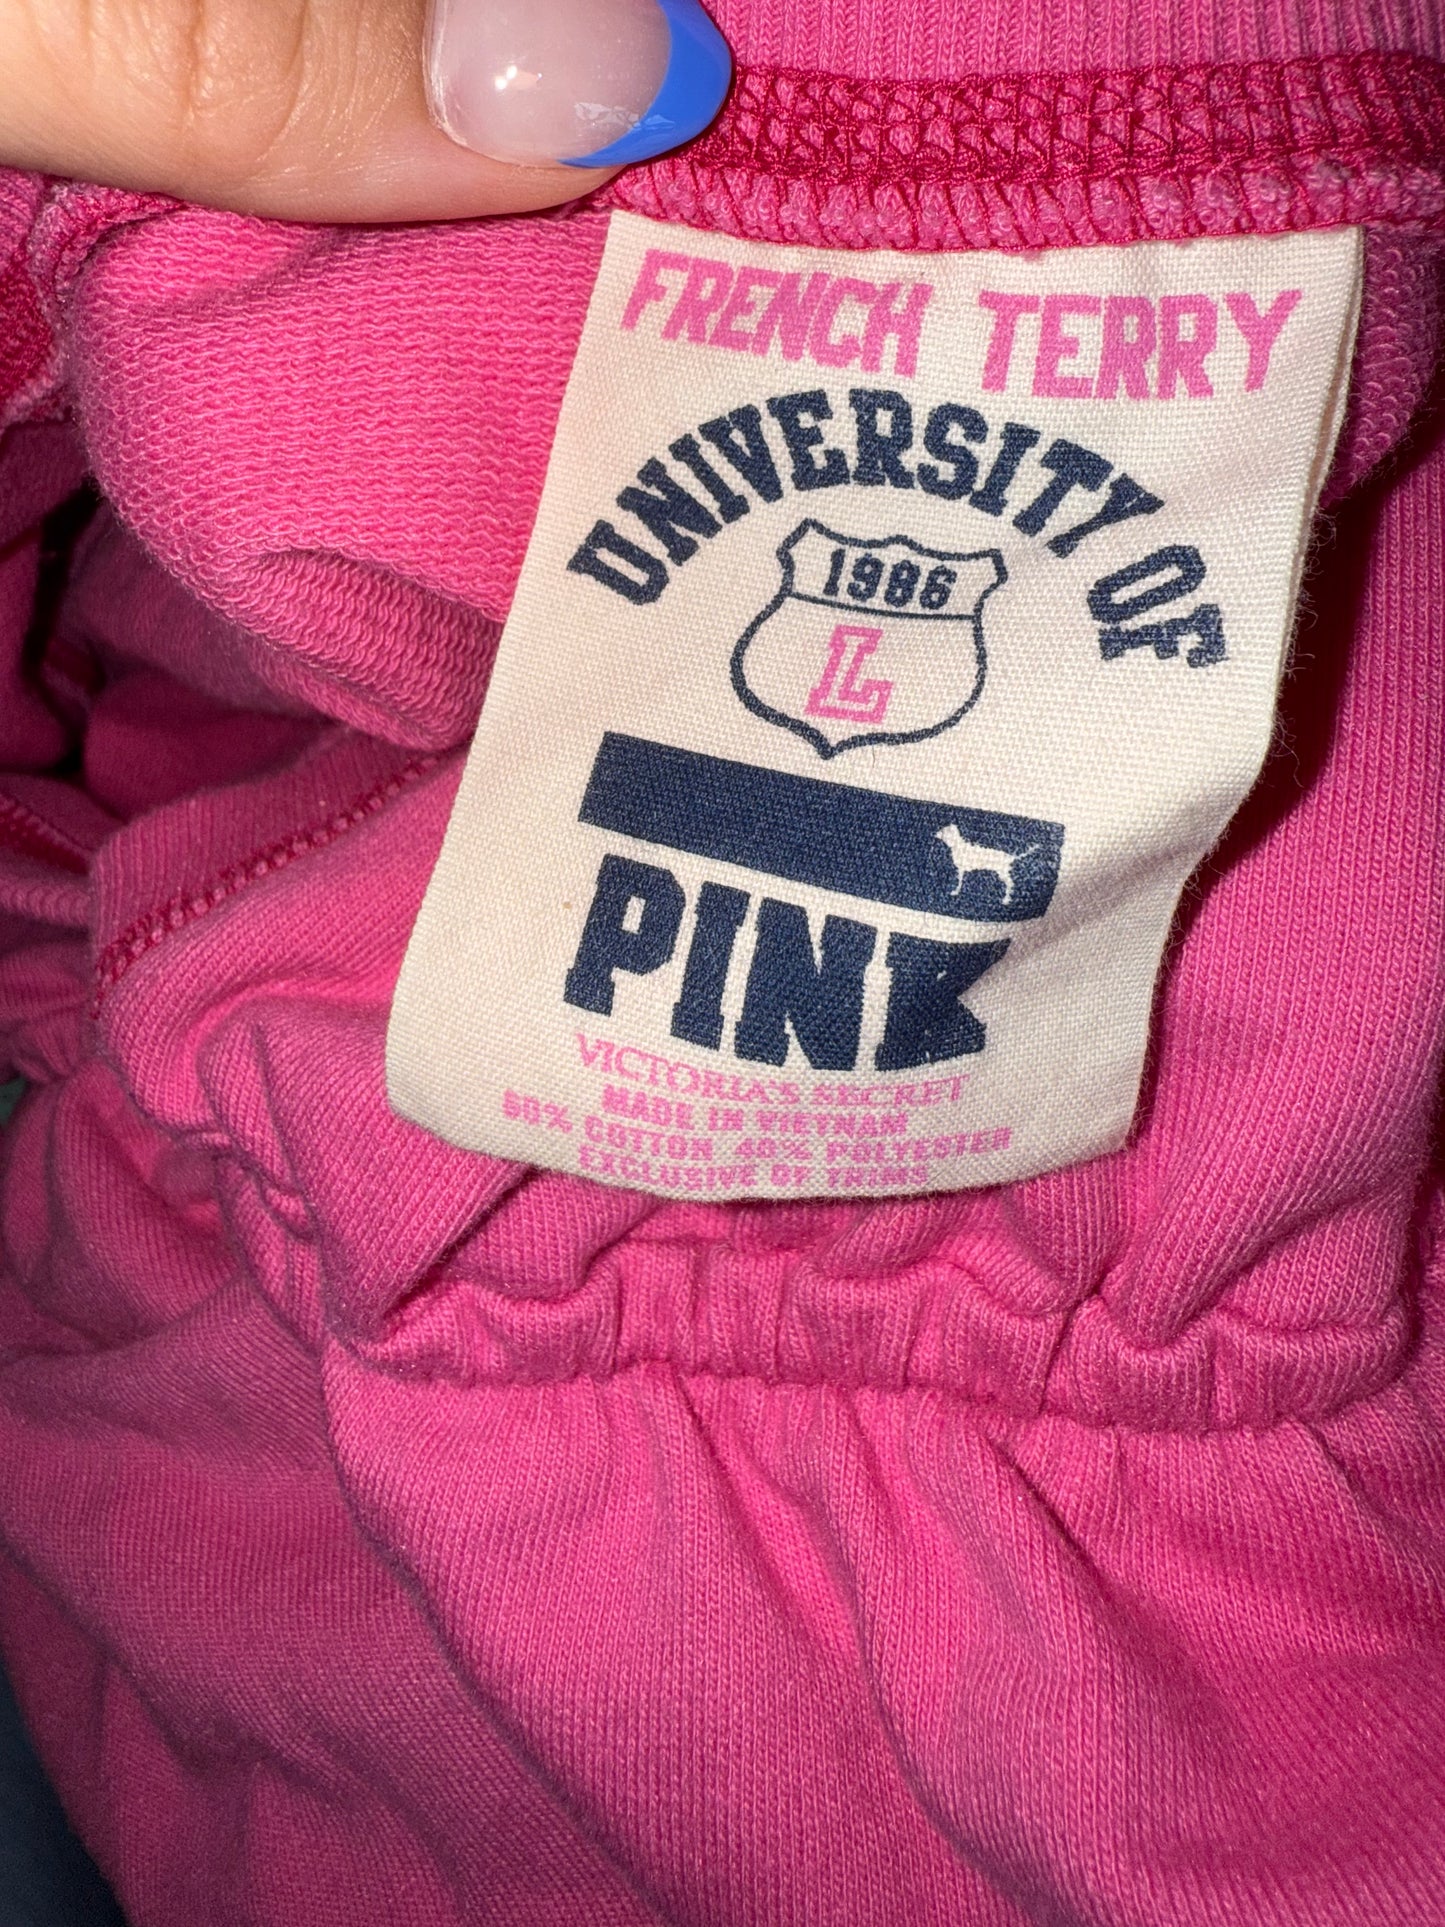 FRENCH TERRY
UNIVERSITY OF
1986
L
PINK
VICTORIA'S SECRET
MADE IN VIETNAM
60% COTTON 40% POLYESTER
EXCLUSIVE OF TRIMS